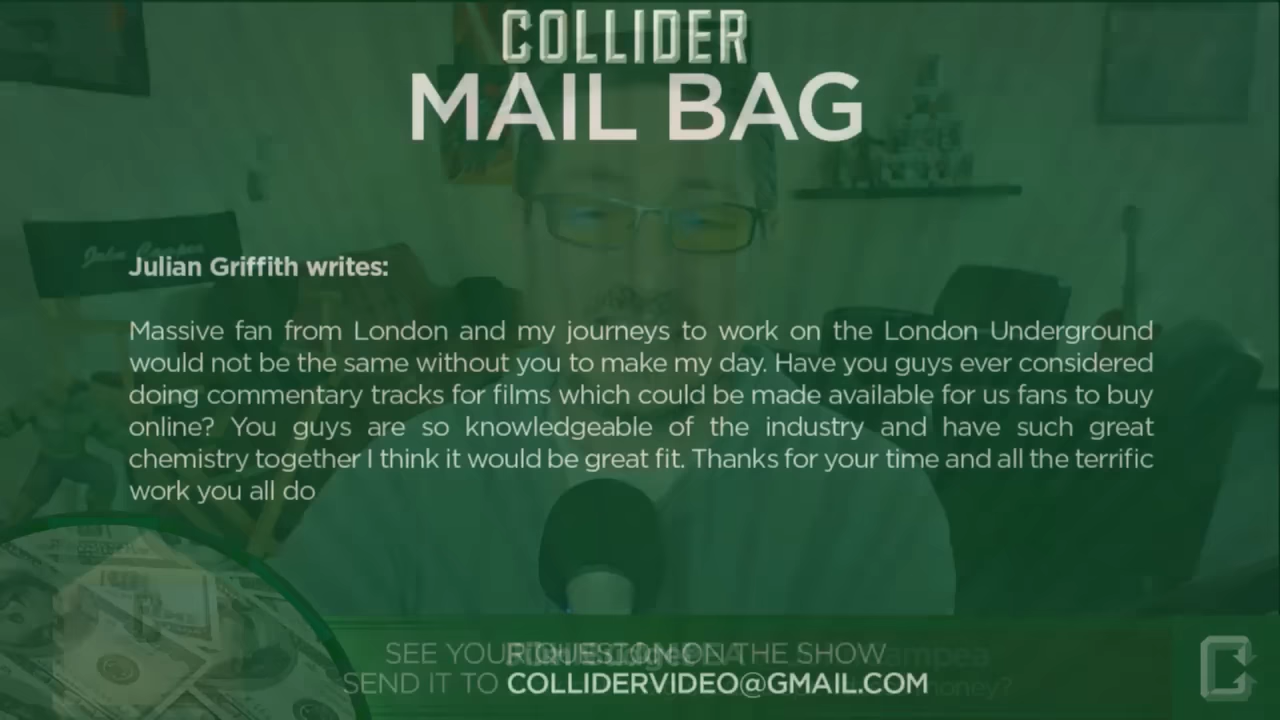 COLLIDER
MAIL BAG
Julian Griffith writes:
Massive fan from London and my journeys to work on the London Underground
would not be the same without you to make my day. Have you guys ever considered
doing commentary tracks for films which could be made available for us fans to buy
online? You guys are so knowledgeable of the industry and have such great
chemistry together I think it would be great fit. Thanks for your time and all the terrific
work you all do
SEE YOUR QUESTION ON THE SHOW
SEND IT TO COLLIDERVIDEO@GMAIL.COM